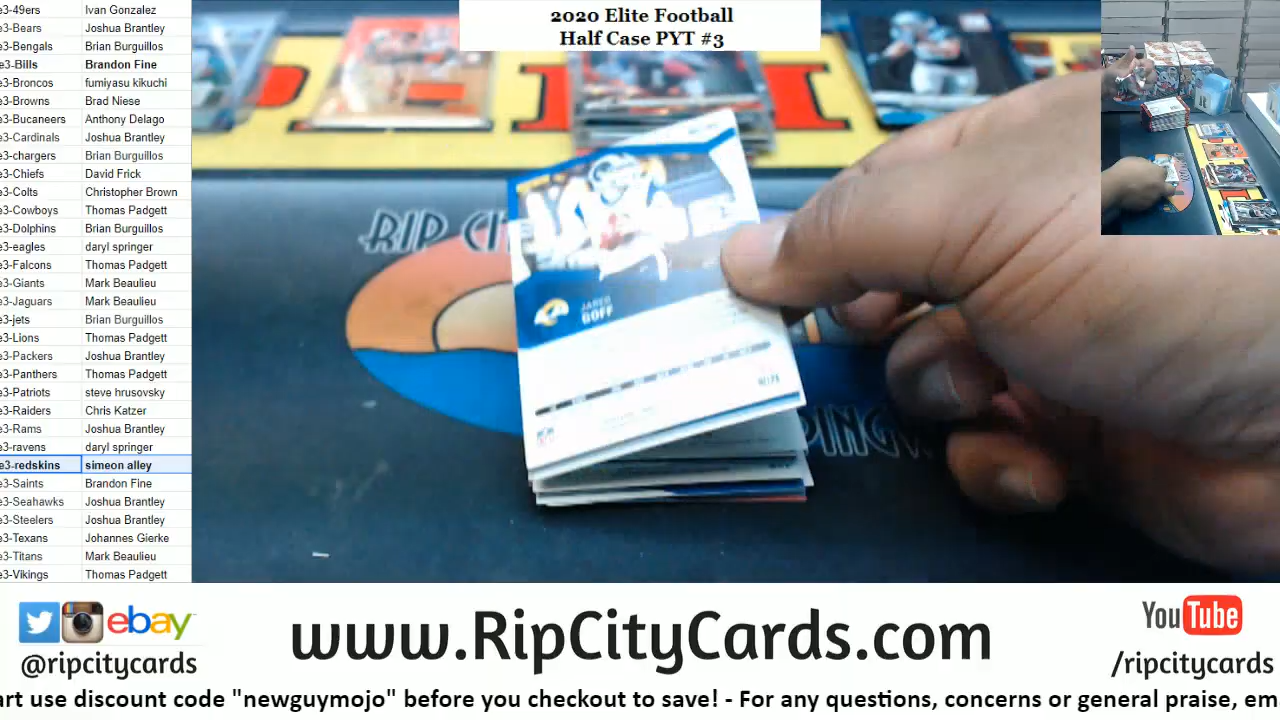 e3-49ers Ivan Gonzalez
e3-Bears Joshua Brantley
e3-Bengals Brian Burguillos
e3-Bills Brandon Fine
e3-Broncos fumiyasu kikuchi
e3-Browns Brad Niese
e3-Bucaneers Anthony Delago
e3-Cardinals Joshua Brantley
e3-chargers Brian Burguillos
e3-Chiefs David Frick
e3-Colts Christopher Brown
e3-Cowboys Thomas Padgett
e3-Dolphins Brian Burguillos
e3-eagles daryl springer
e3-Falcons Thomas Padgett
e3-Giants Mark Beaulieu
e3-Jaguars Mark Beaulieu
e3-jets Brian Burguillos
e3-Lions Thomas Padgett
e3-Packers Joshua Brantley
e3-Panthers Thomas Padgett
e3-Patriots steve hrusovsky
e3-Raiders Chris Katzer
e3-Rams Joshua Brantley
e3-ravens daryl springer
e3-redskins simeon alley
e3-Saints Brandon Fine
e3-Seahawks Joshua Brantley
e3-Steelers Joshua Brantley
e3-Texans Johannes Gierke
e3-Titans Mark Beaulieu
e3-Vikings Thomas Padgett
2020 Elite Football
Half Case PYT #3
RIP CI
JARED
GOFF
PING
ebay
@ripcitycards
www.RipCityCards.com
YouTube
/ripcitycards
art use discount code "newguymojo" before you checkout to save! - For any questions, concerns or general praise, em